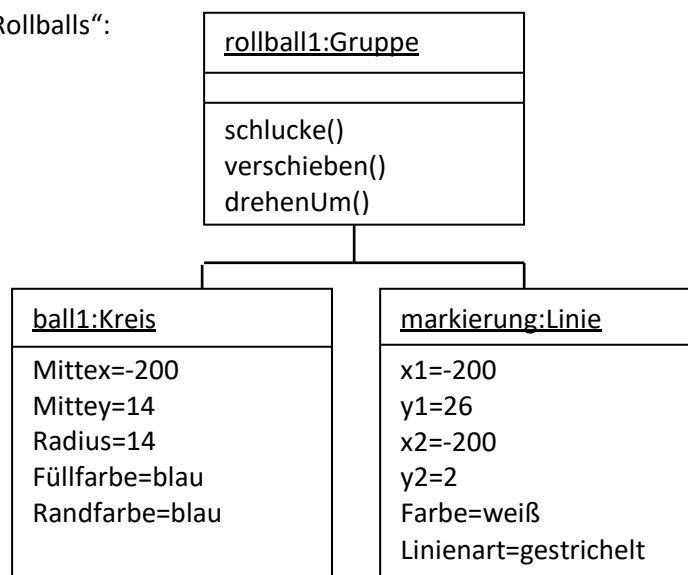 Rollballs“:
rollball1:Gruppe
schlucke()
verschieben()
drehenUm()
ball1:Kreis
Mittex=-200
Mittey=14
Radius=14
Füllfarbe=blau
Randfarbe=blau
markierung:Linie
x1=-200
y1=26
x2=-200
y2=2
Farbe=weiß
Linienart=gestrichelt